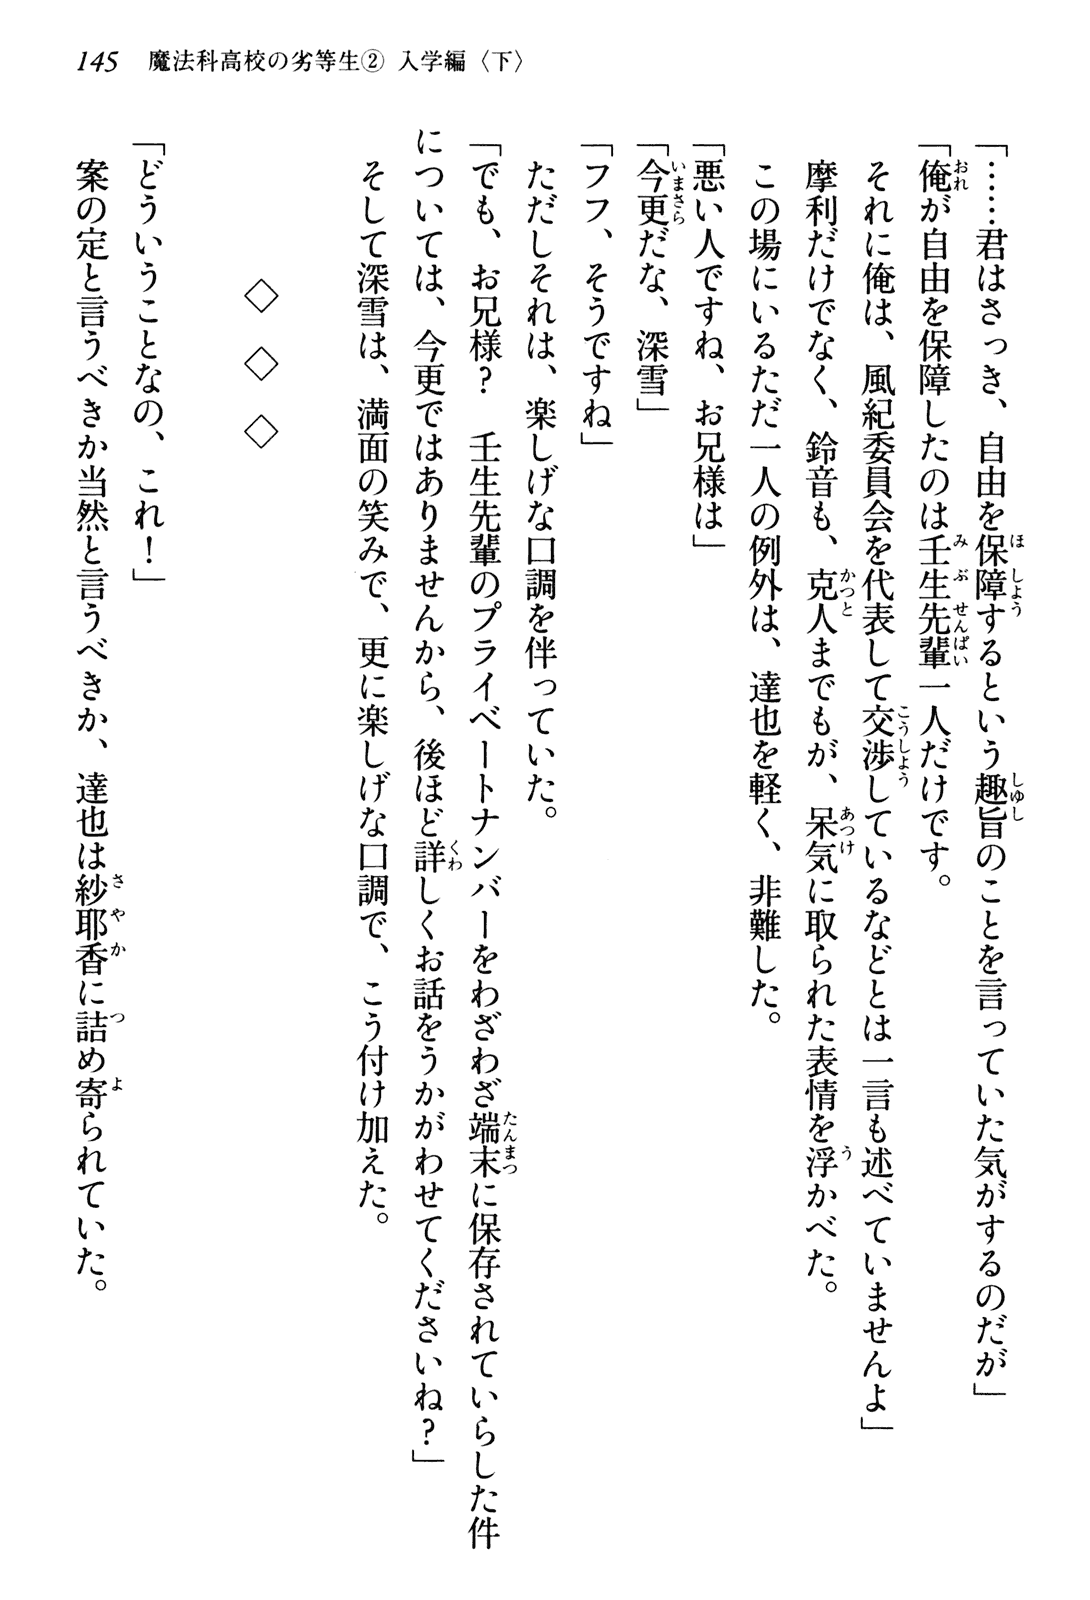 145　魔法科高校の劣等生② 入学編〈下〉
「……君はさっき、自由を保障するという趣旨のことを言っていた気がするのだが」
「俺が自由を保障したのは壬生先輩一人だけです。
それに俺は、風紀委員会を代表して交渉しているなどとは一言も述べていませんよ」
摩利だけでなく、鈴音も、克人までもが、呆気に取られた表情を浮かべた。
この場にいるただ一人の例外は、達也を軽く、非難した。
「悪い人ですね、お兄様は」
「今更だな、深雪」
「フフ、そうですね」
ただしそれは、楽しげな口調を伴っていた。
「でも、お兄様？　壬生先輩のプライベートナンバーをわざわざ端末に保存されていらした件
については、今更ではありませんから、後ほど詳しくお話をうかがわせてくださいね？」
そして深雪は、満面の笑みで、更に楽しげな口調で、こう付け加えた。
◇　◇　◇
「どういうことなの、これ！」
案の定と言うべきか当然と言うべきか、達也は紗耶香に詰め寄られていた。